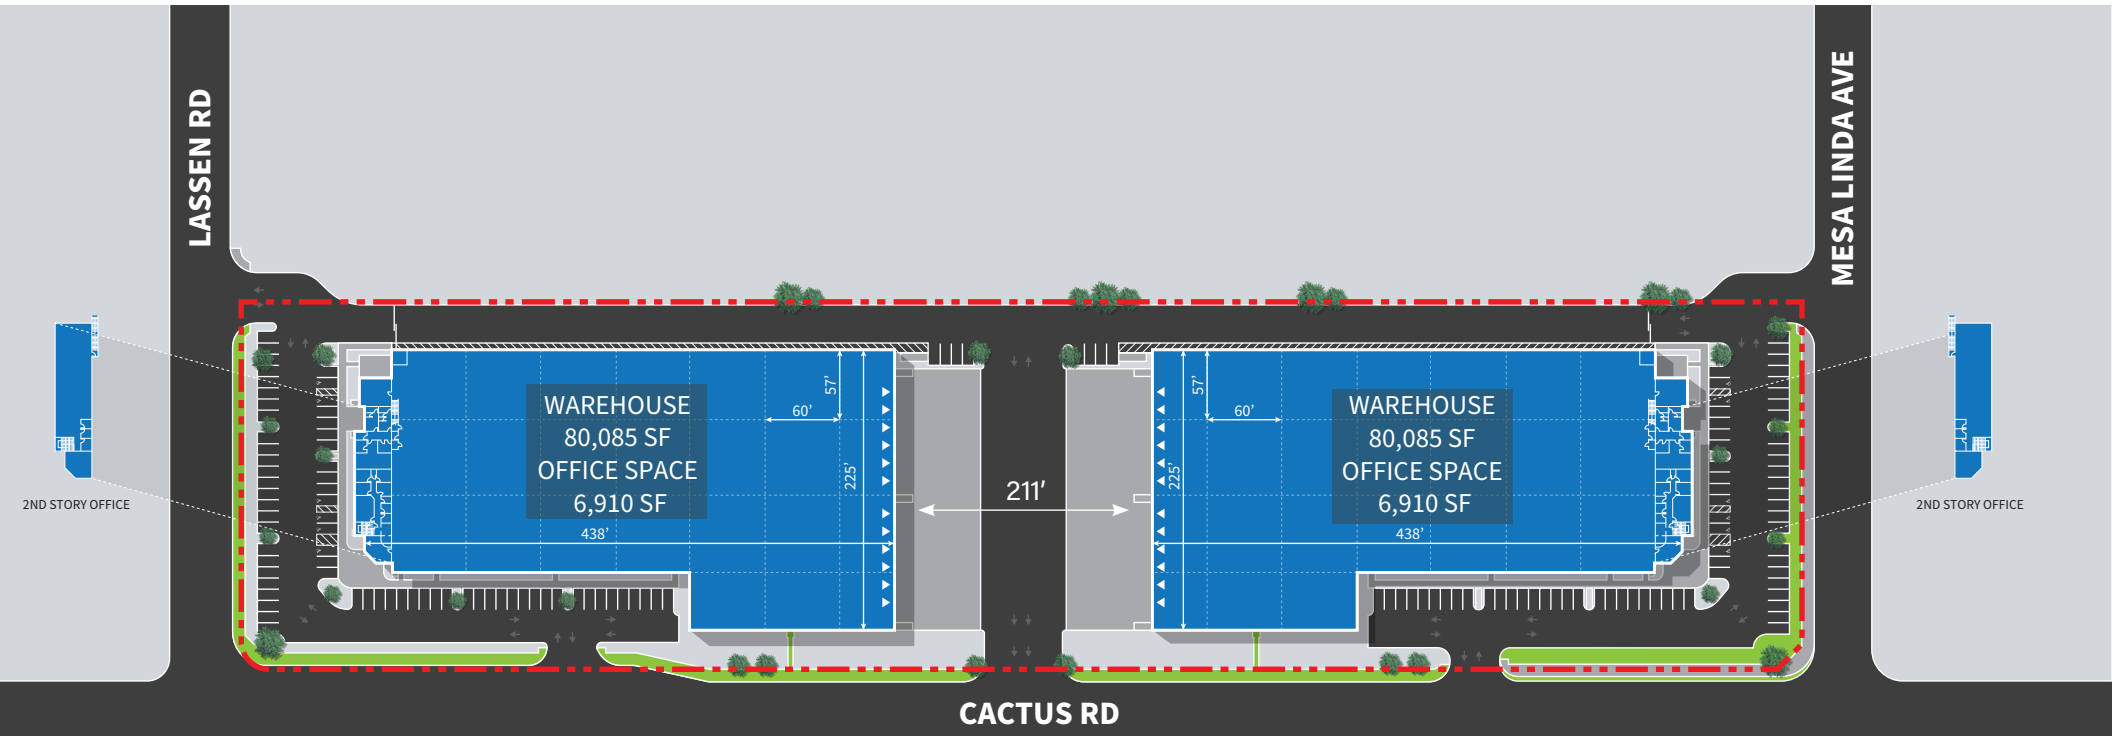 LASSEN RD
MESA LINDA AVE
2ND STORY OFFICE
WAREHOUSE
80,085 SF
OFFICE SPACE
6,910 SF
57'
60'
225'
438'
211'
WAREHOUSE
80,085 SF
OFFICE SPACE
6,910 SF
57'
60'
225'
438'
2ND STORY OFFICE
CACTUS RD